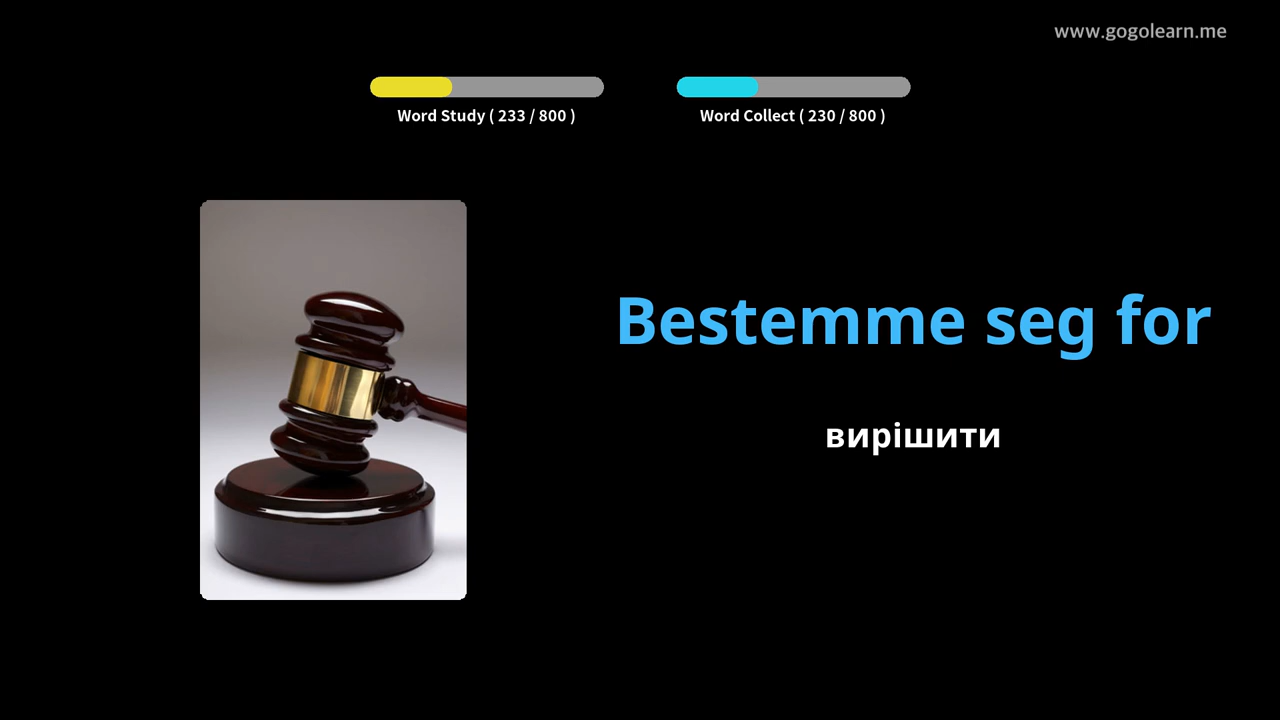 www.gogolearn.me
Word Study ( 233 / 800 )
Word Collect ( 230 / 800 )
Bestemme seg for
вирішити